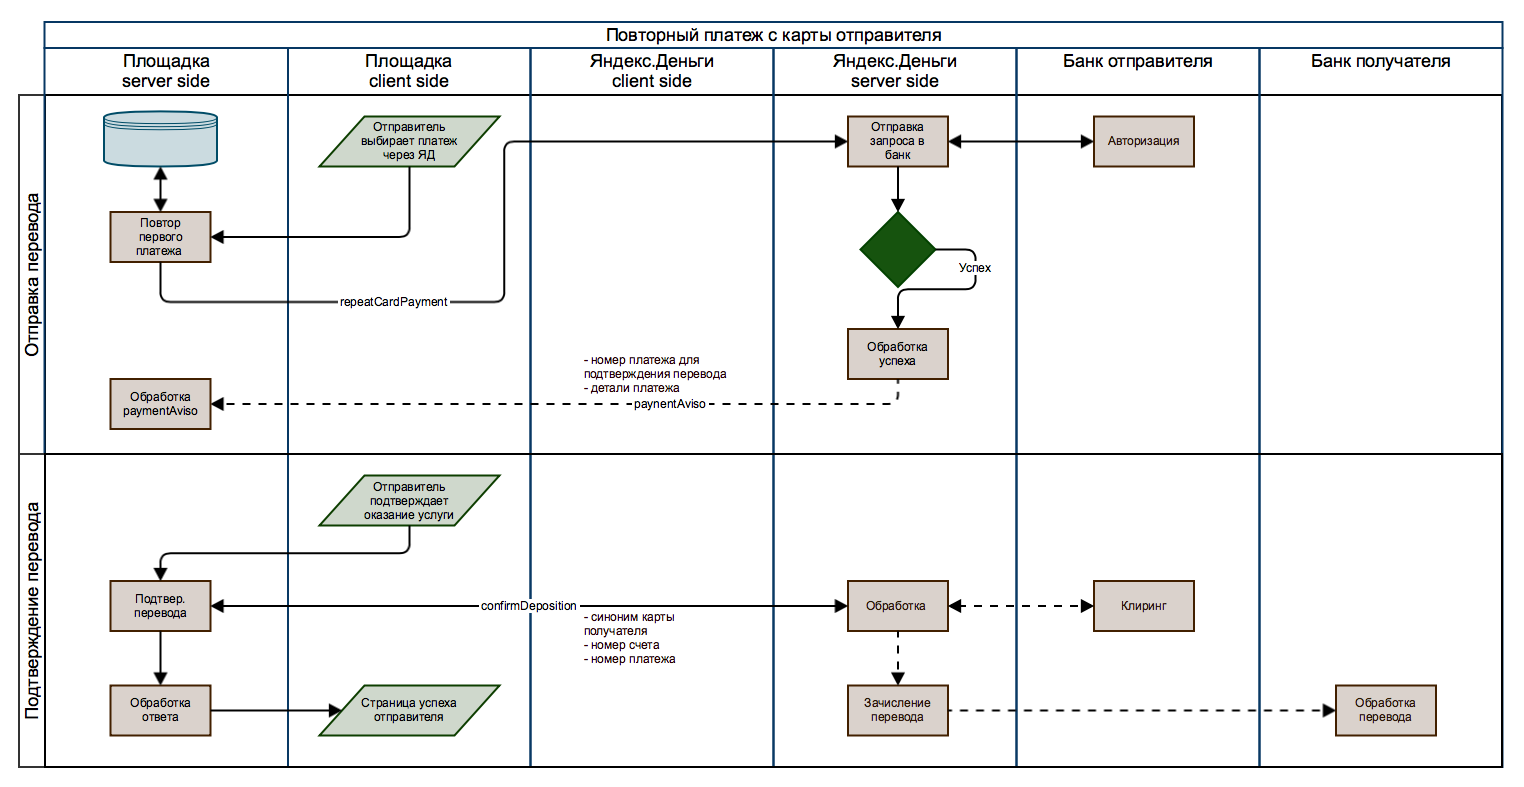 Повторный платеж с карты отправителя
Площадка
server side
Площадка
client side
Яндекс.Деньги
client side
Яндекс.Деньги
server side
Банк отправителя
Банк получателя
Отправка перевода
Отправитель
выбирает платеж
через ЯД
Отправка
запроса в
банк
Авторизация
Повтор
первого
платежа
Успех
repeatCardPayment
Обработка
успеха
- номер платежа для
подтверждения перевода
- детали платежа
paynentAviso
Обработка
paymentAviso
Подтверждение перевода
Отправитель
подтверждает
оказание услуги
Подтвер.
перевода
confirmDeposition
Обработка
Клиринг
- синоним карты
получателя
- номер счета
- номер платежа
Обработка
ответа
Страница успеха
отправителя
Зачисление
перевода
Обработка
перевода